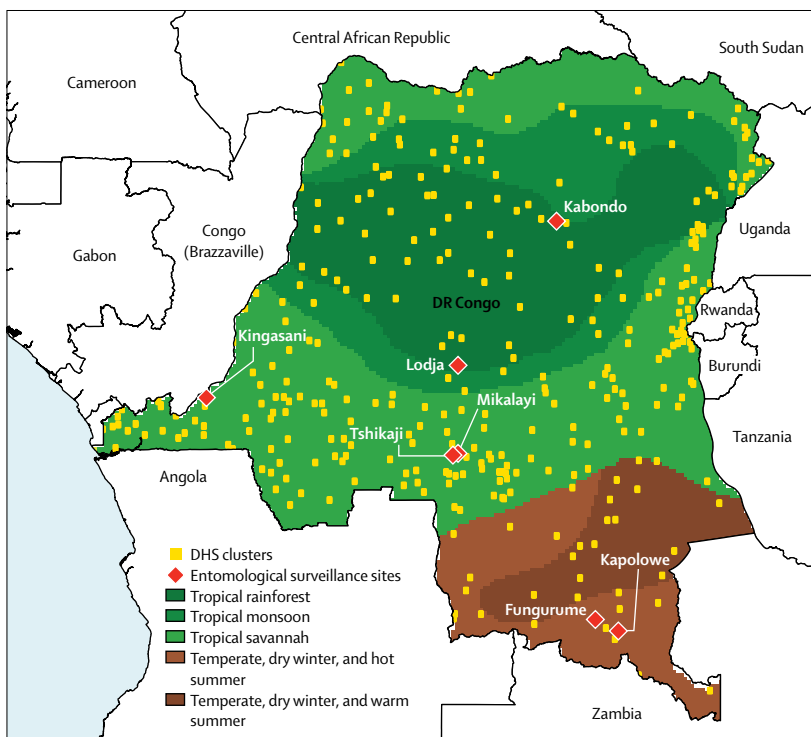 Central African Republic
South Sudan
Cameroon
Kabondo
Congo
(Brazzaville)
Uganda
Gabon
DR Congo
Rwanda
Kingasani
Lodja
Burundi
Mikalayi
Tshikaji
Tanzania
Angola
DHS clusters
Entomological surveillance sites
Kapolowe
Tropical rainforest
Tropical monsoon
Fungurume
Tropical savannah
Temperate, dry winter, and hot
summer
Temperate, dry winter, and warm
summer
Zambia